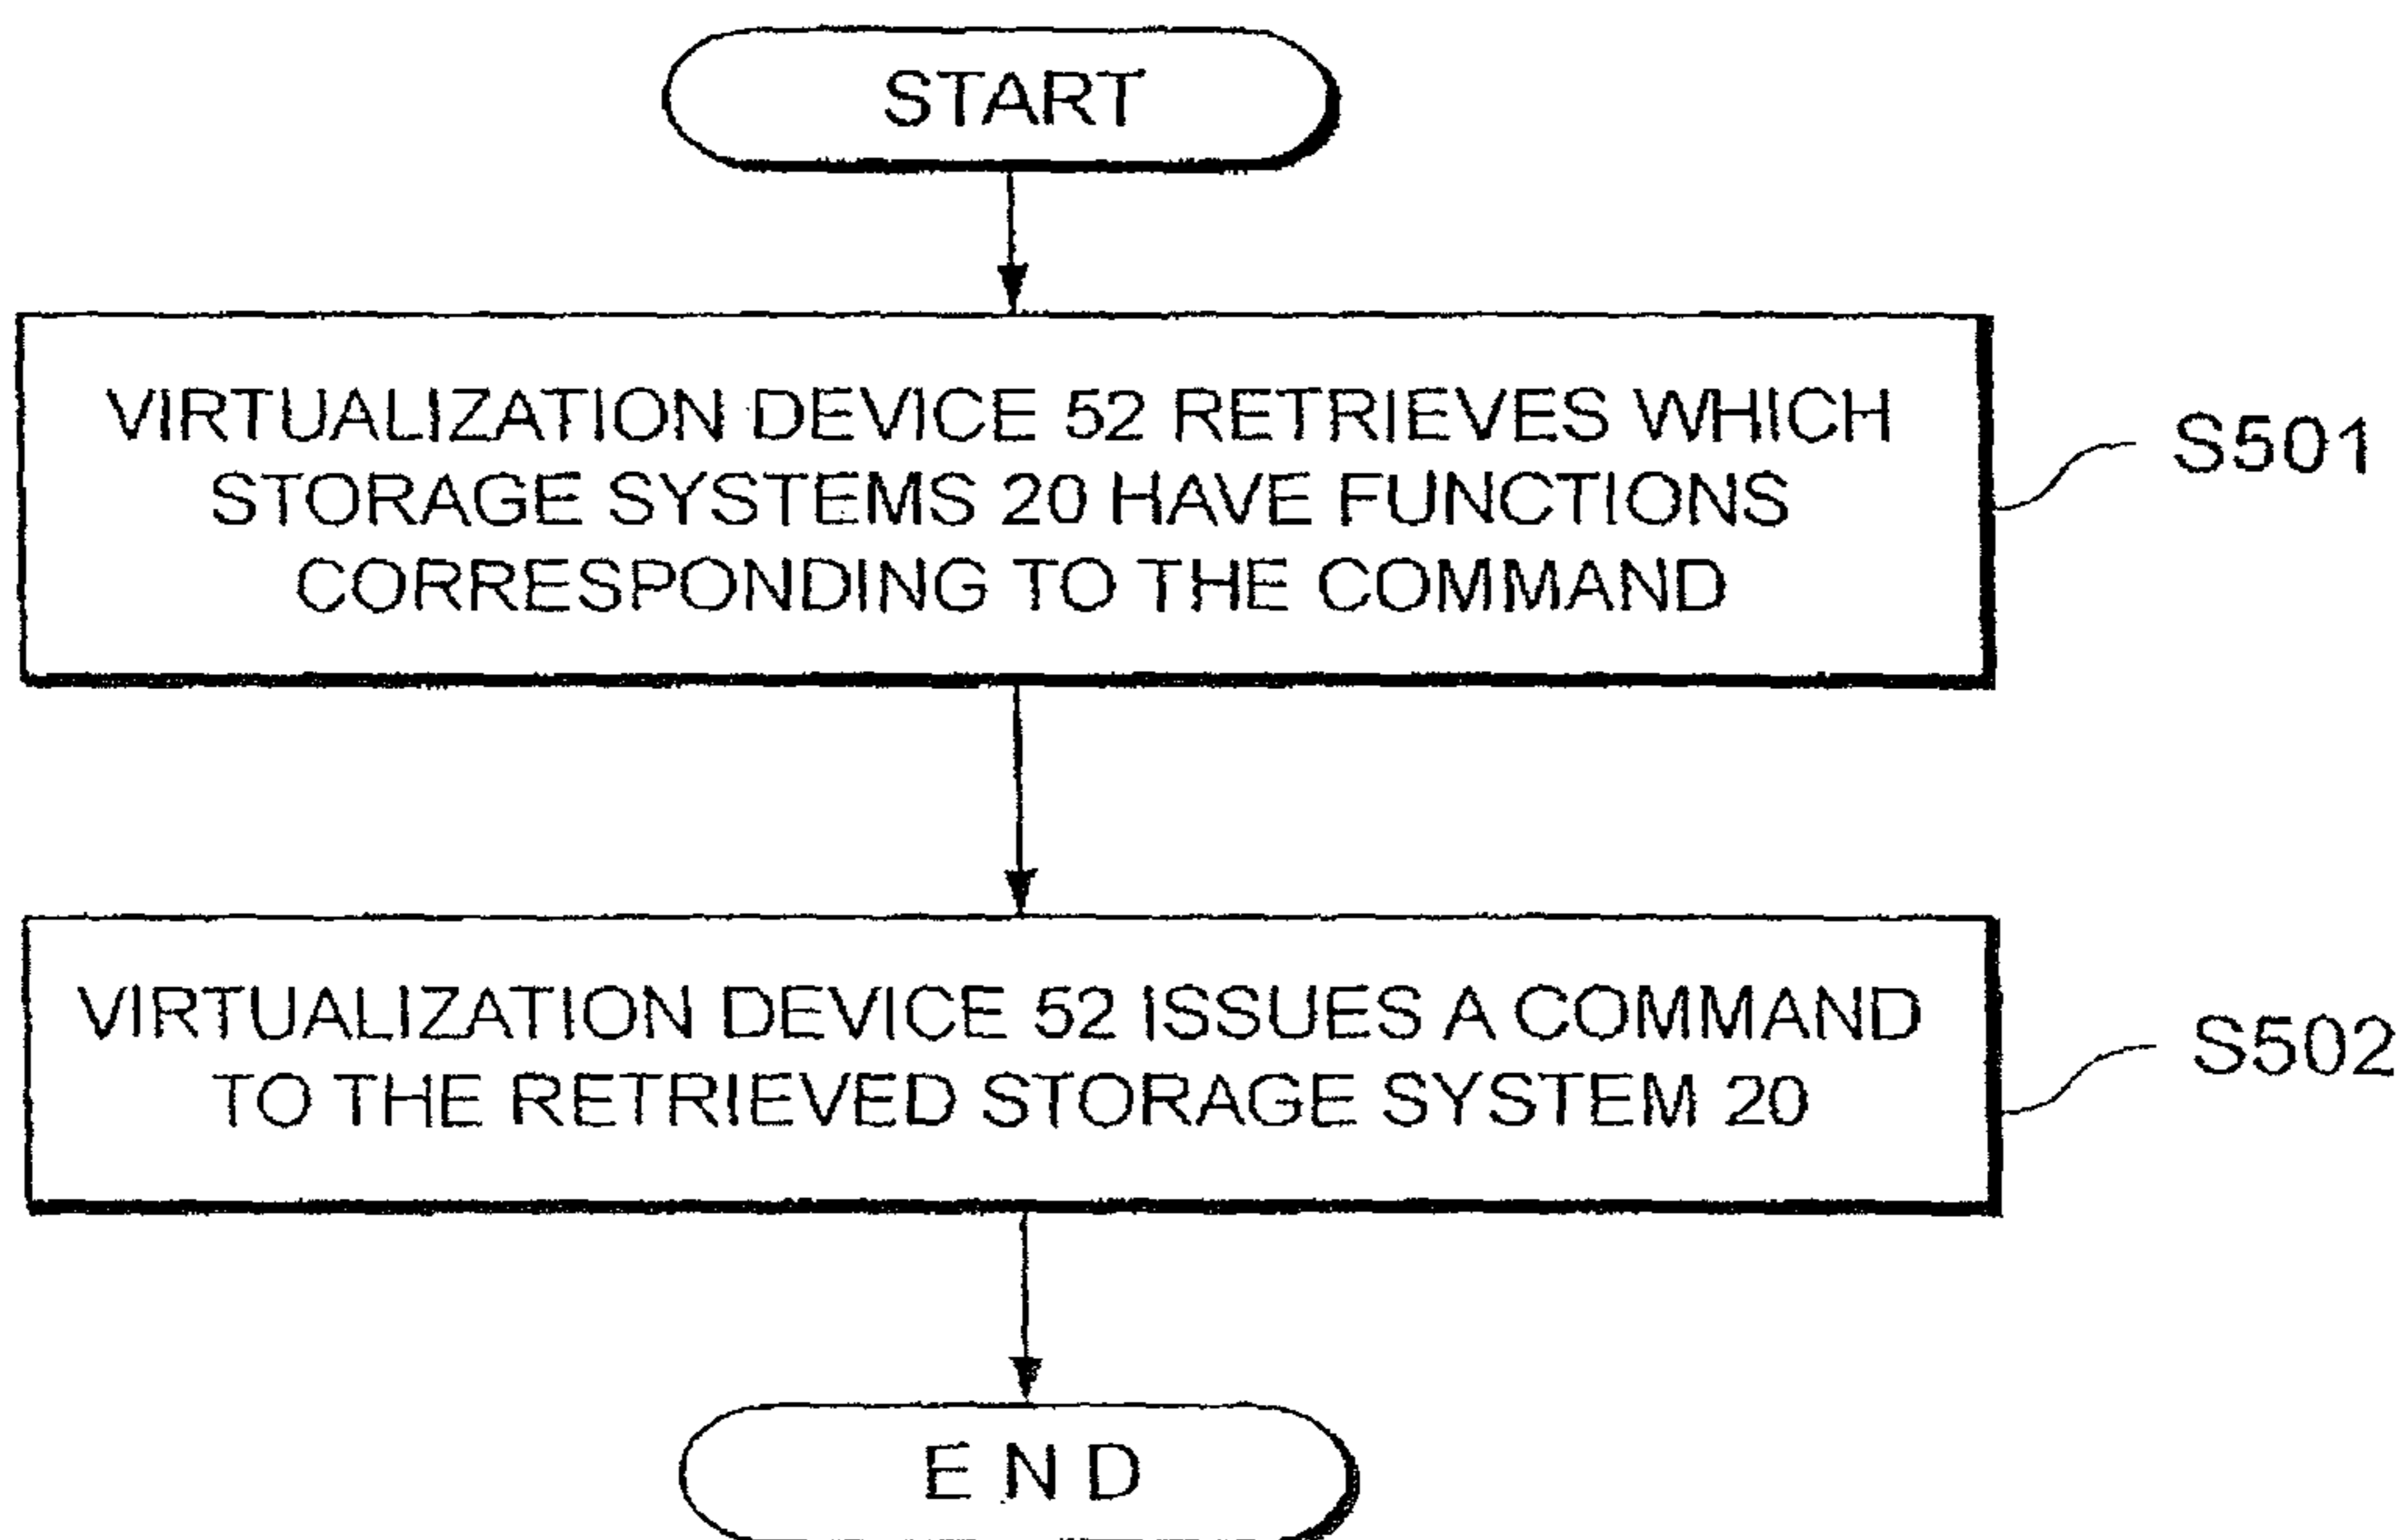 START
VIRTUALIZATION DEVICE 52 RETRIEVES WHICH
STORAGE SYSTEMS 20 HAVE FUNCTIONS
CORRESPONDING TO THE COMMAND
S501
VIRTUALIZATION DEVICE 52 ISSUES A COMMAND
TO THE RETRIEVED STORAGE SYSTEM 20
S502
END